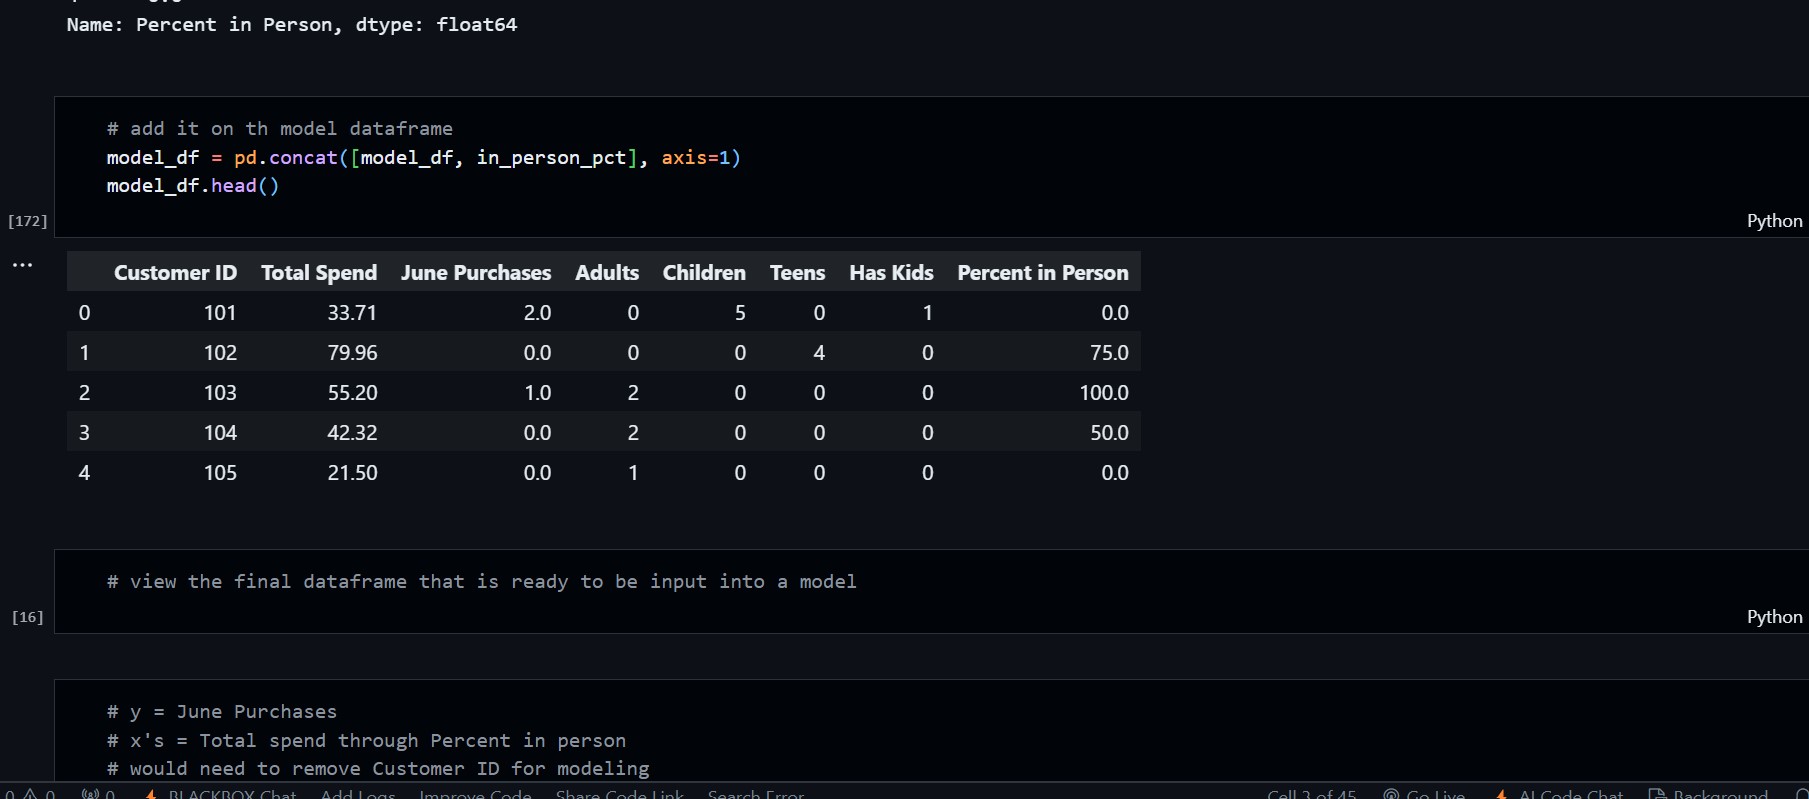 Name: Percent in Person, dtype: float64
# add it on th model dataframe
model_df = pd.concat([model_df, in_person_pct], axis=1)
model_df.head()
[172]
Python
...
Customer ID Total Spend June Purchases Adults Children Teens Has Kids Percent in Person
0 101 33.71 2.0 0 5 0 1 0.0
1 102 79.96 0.0 0 0 4 0 75.0
2 103 55.20 1.0 2 0 0 0 100.0
3 104 42.32 0.0 2 0 0 0 50.0
4 105 21.50 0.0 1 0 0 0 0.0
# view the final dataframe that is ready to be input into a model
[16]
Python
# y = June Purchases
# x's = Total spend through Percent in person
# would need to remove Customer ID for modeling
0 0 0 BLACKBOX Chat Add Logs Improve Code Share Code Link Search Error Cell 3 of 45 Go Live AI Code Chat Background